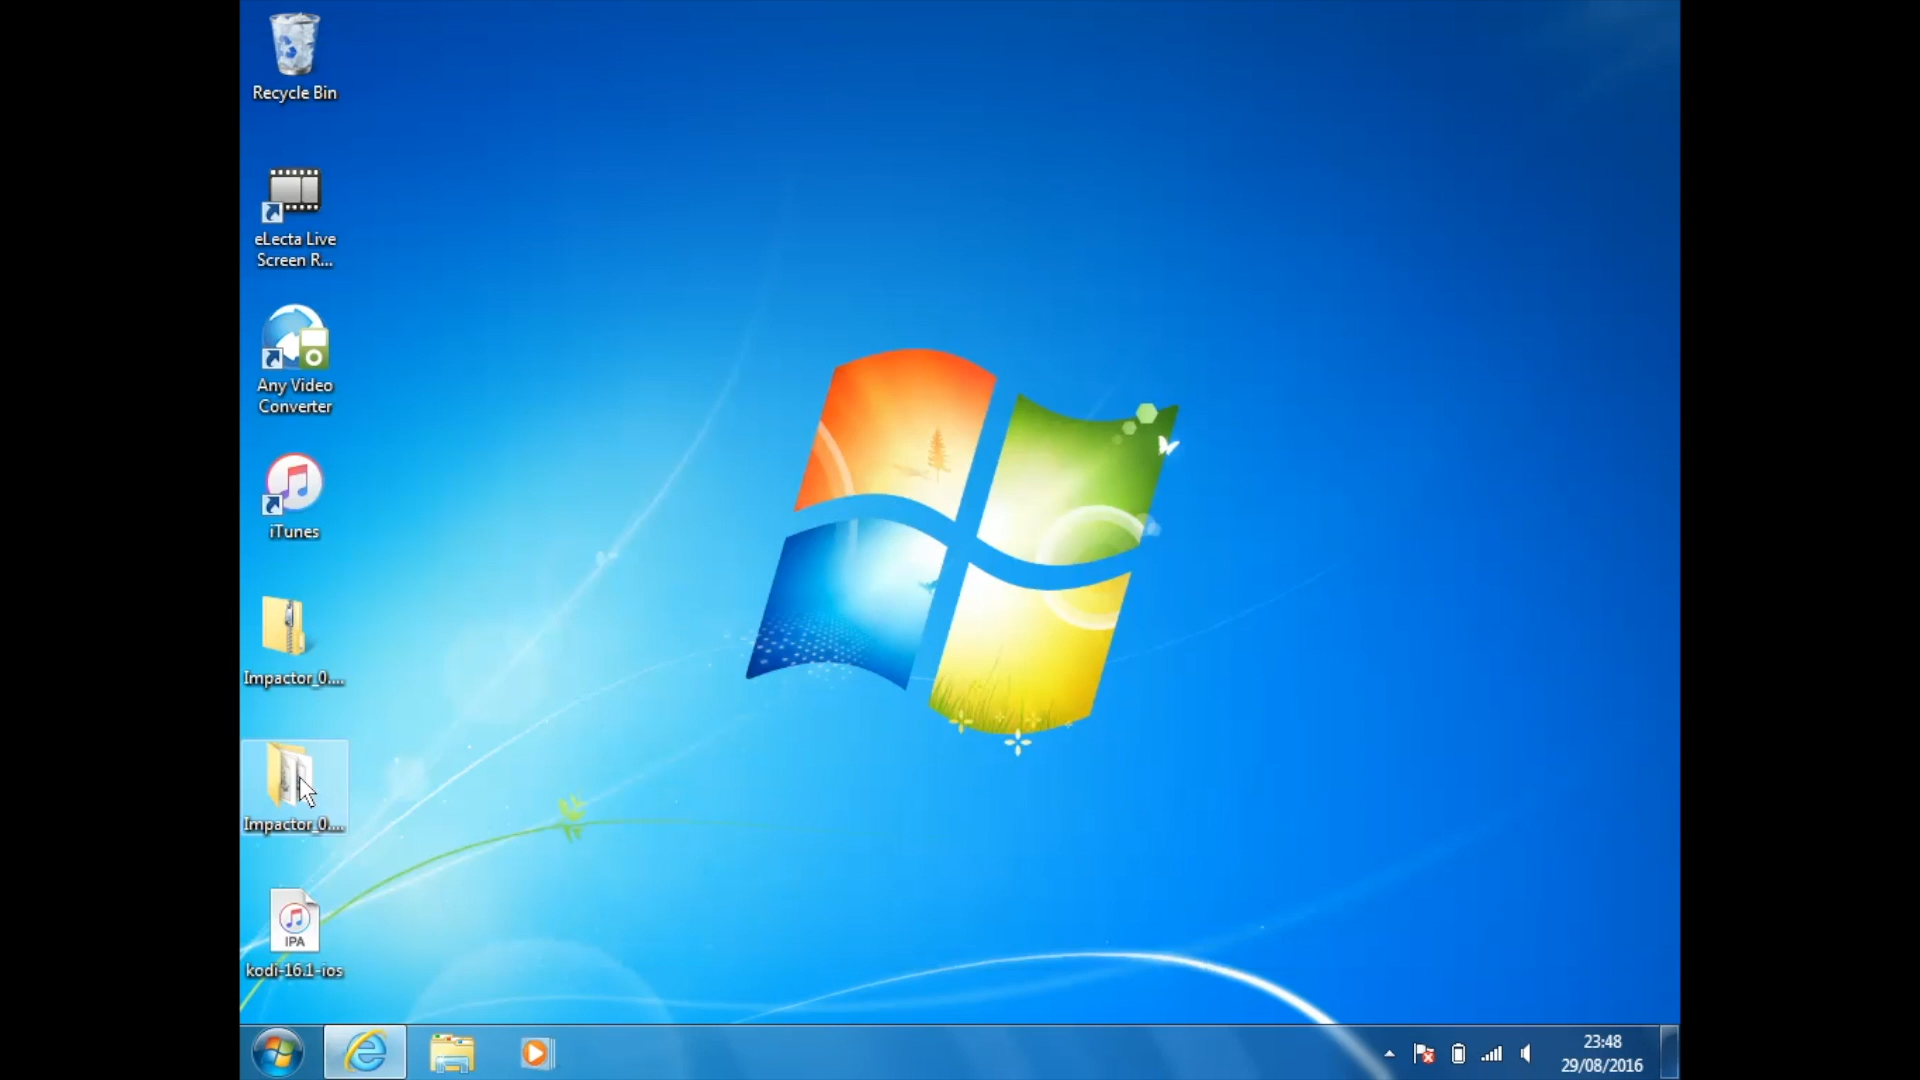 Recycle Bin
eLecta Live
Screen R...
Any Video
Converter
iTunes
Impactor_0....
Impactor_0....
IPA
kodi-16.1-ios
23:48
29/08/2016